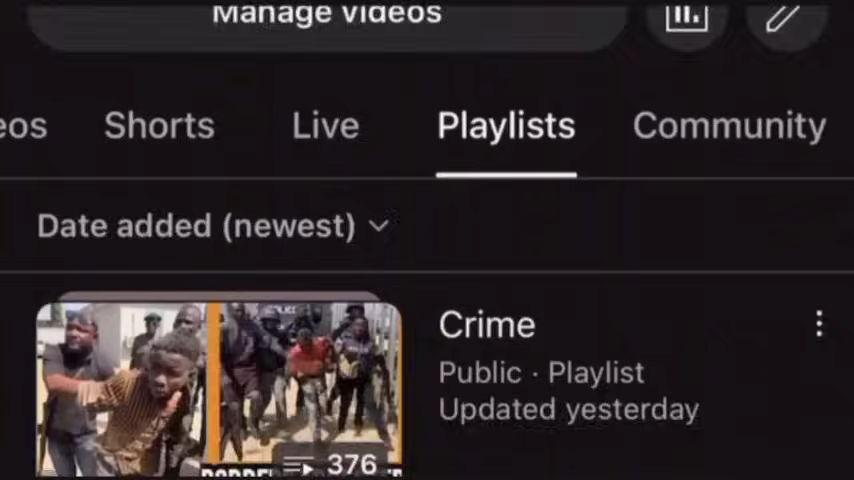 Manage videos
eos Shorts Live Playlists Community
Date added (newest)
Crime
Public · Playlist
Updated yesterday
376